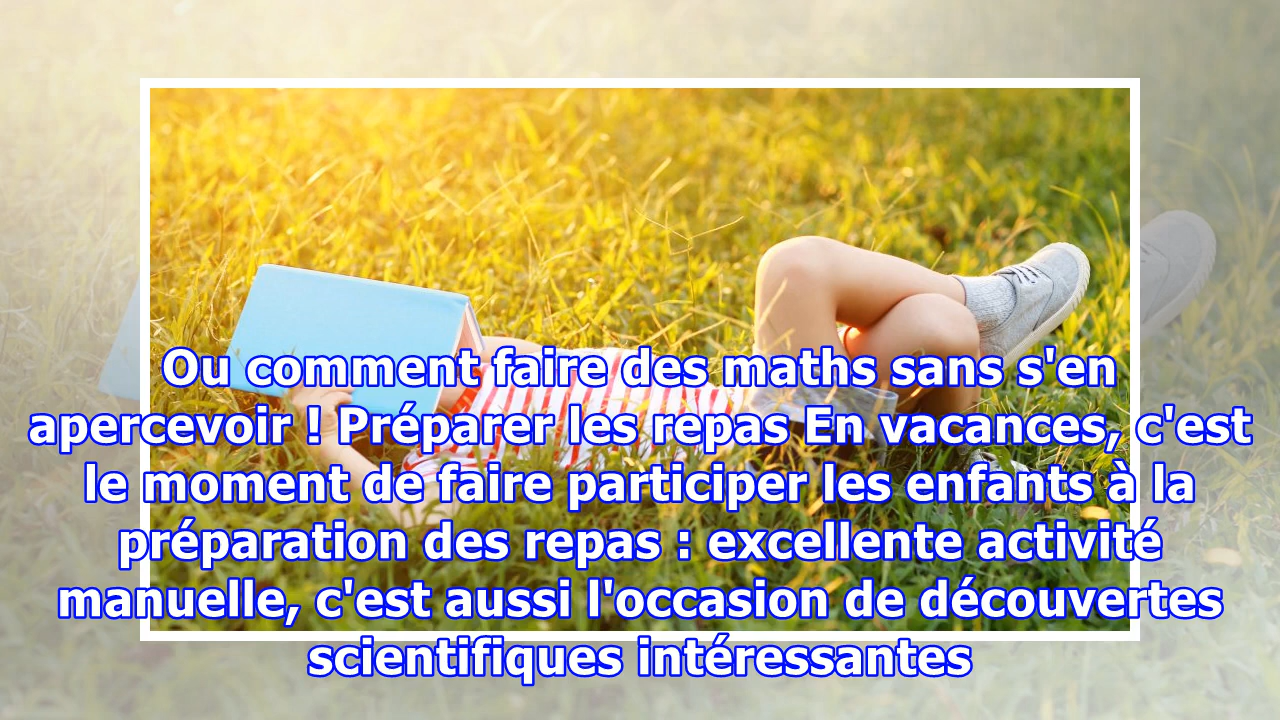 Ou comment faire des maths sans s'en
apercevoir ! Préparer les repas En vacances, c'est
le moment de faire participer les enfants à la
préparation des repas : excellente activité
manuelle, c'est aussi l'occasion de découvertes
scientifiques intéressantes